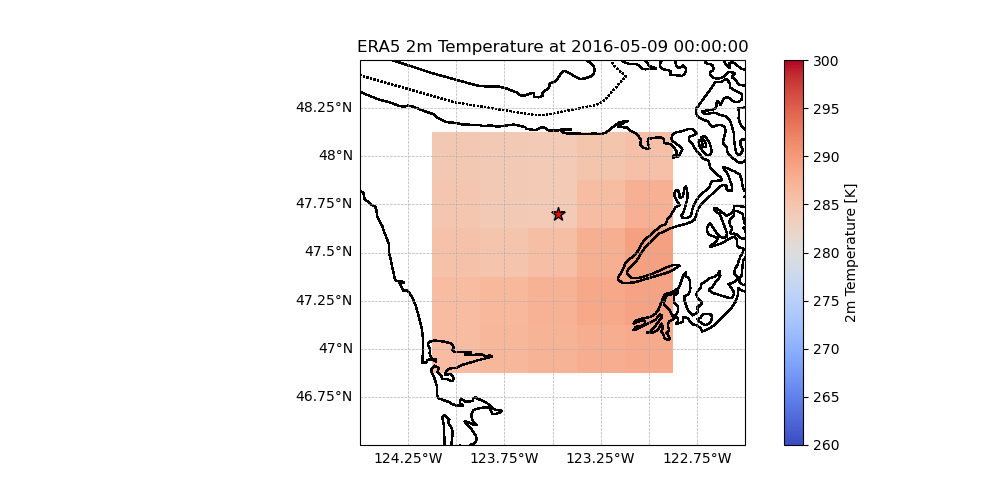 ERA5 2m Temperature at 2016-05-09 00:00:00
48.25°N
48°N
47.75°N
47.5°N
47.25°N
47°N
46.75°N
124.25°W 123.75°W 123.25°W 122.75°W
300
295
290
285
280
275
270
265
260
2m Temperature [K]